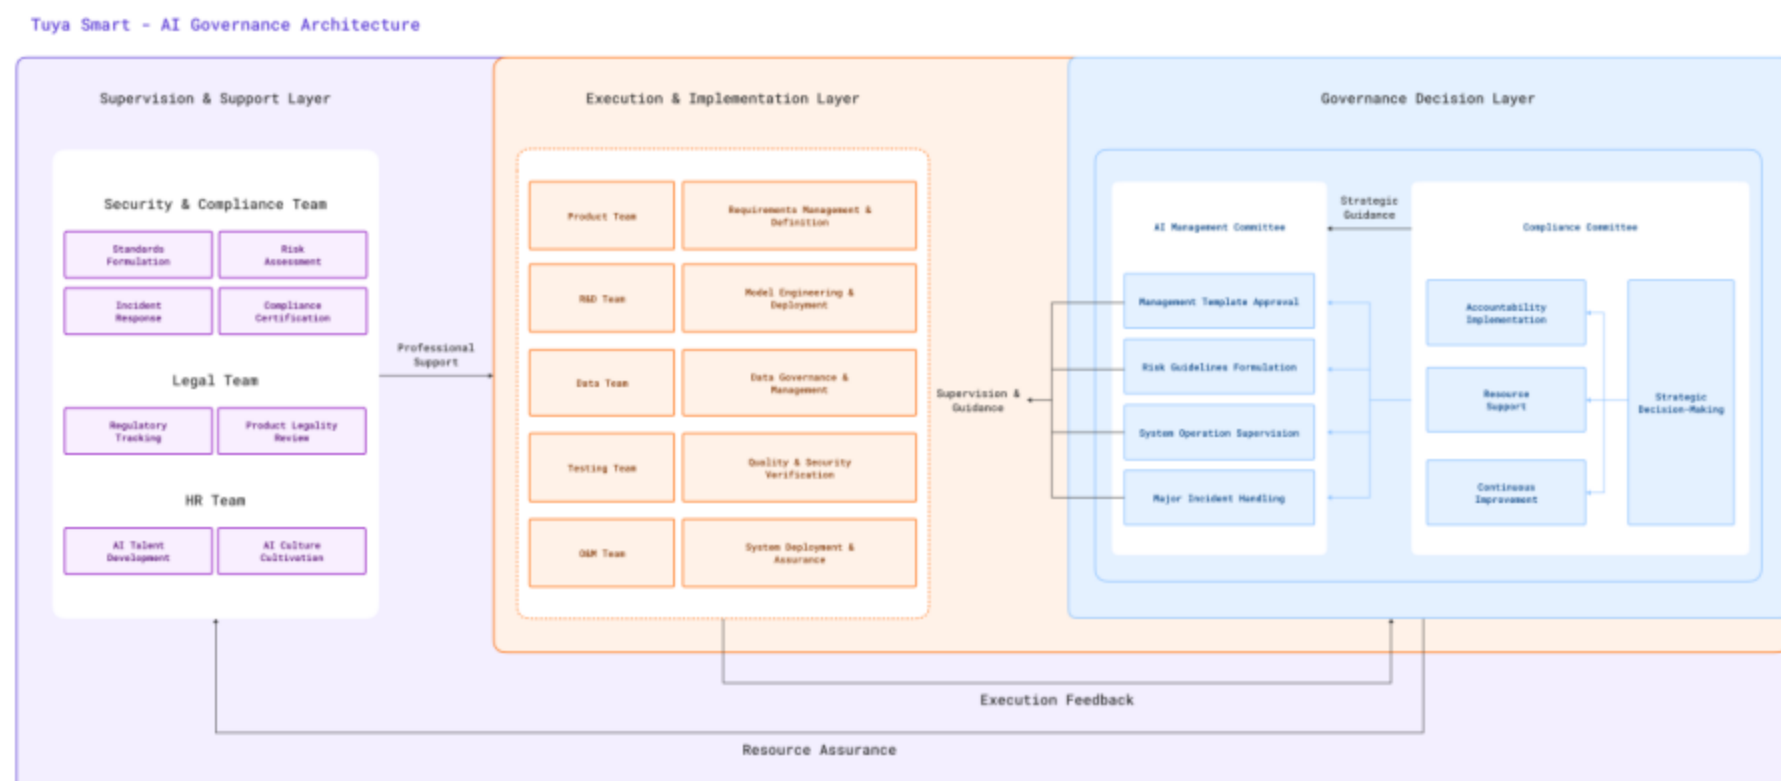 Tuya Smart - AI Governance Architecture
Supervision & Support Layer
Security & Compliance Team
Standards
Formulation
Risk
Assessment
Incident
Response
Compliance
Certification
Legal Team
Regulatory
Tracking
Product Legality
Review
HR Team
AI Talent
Development
AI Culture
Cultivation
Professional
Support
Execution & Implementation Layer
Product Team
Requirements Management &
Definition
R&D Team
Model Engineering &
Deployment
Data Team
Data Governance &
Management
Testing Team
Quality & Security
Verification
O&M Team
System Deployment &
Assurance
Supervision &
Guidance
Governance Decision Layer
AI Management Committee
Management Template Approval
Risk Guidelines Formulation
System Operation Supervision
Major Incident Handling
Strategic
Guidance
Compliance Committee
Accountability
Implementation
Resource
Support
Continuous
Improvement
Strategic
Decision-Making
Execution Feedback
Resource Assurance